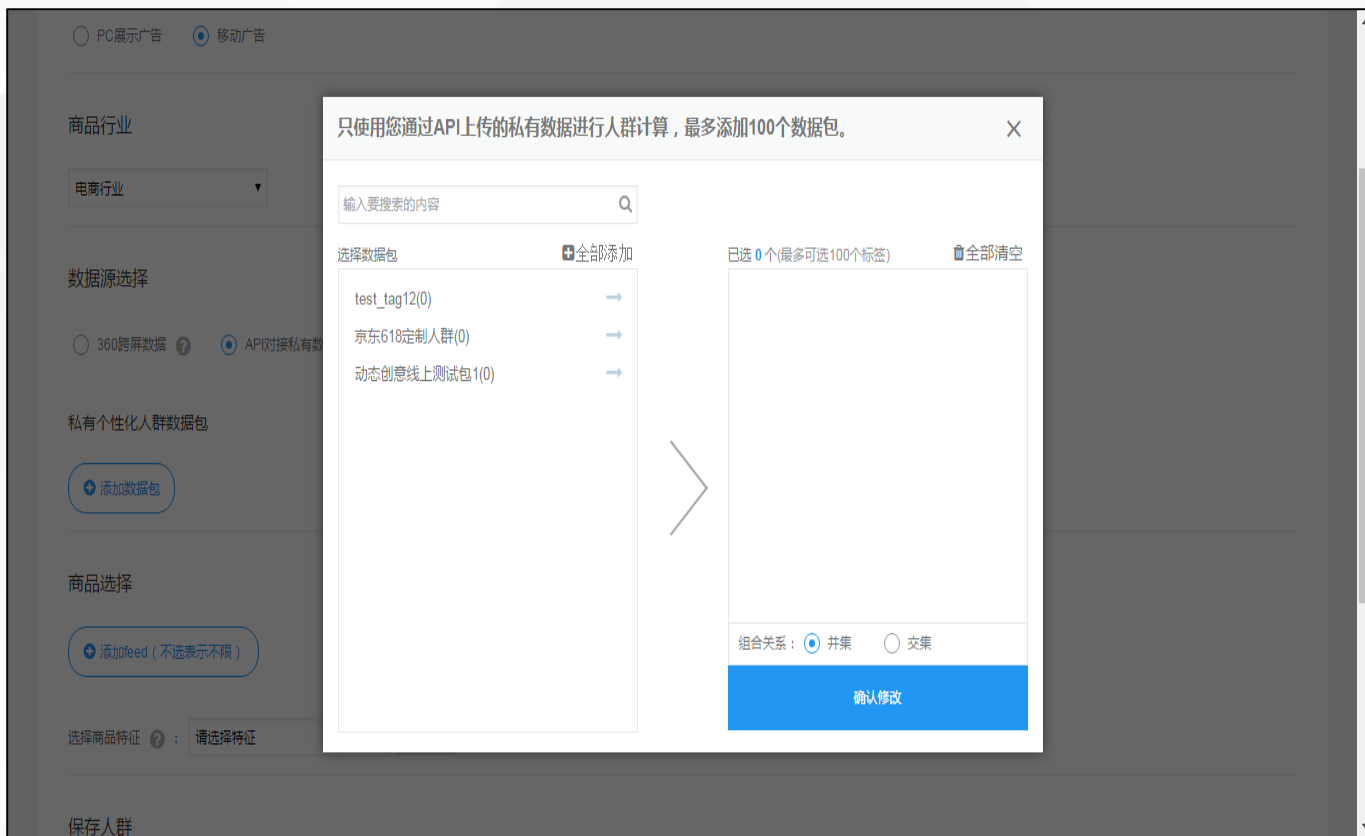 PC展示广告 移动广告
商品行业
电商行业
数据源选择
360跨屏数据 API对接私有数
私有个性化人群数据包
添加数据包
商品选择
添加feed（不选表示不限）
选择商品特征 ： 请选择特征
保存人群
只使用您通过API上传的私有数据进行人群计算，最多添加100个数据包。
输入要搜索的内容
选择数据包 全部添加
test_tag12(0)
京东618定制人群(0)
动态创意线上测试包1(0)
已选 0 个(最多可选100个标签) 全部清空
组合关系： 并集 交集
确认修改